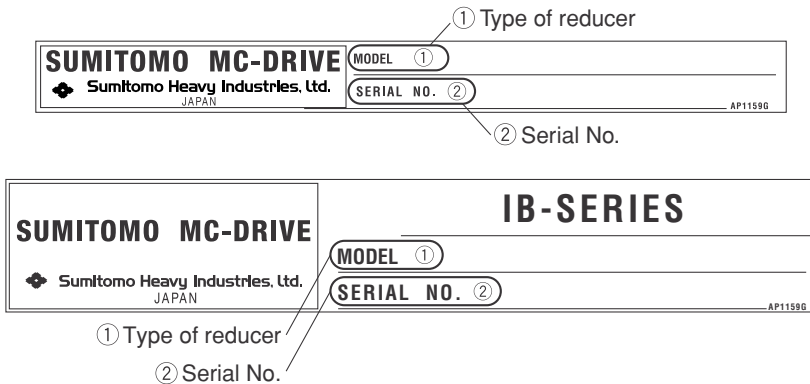 ① Type of reducer
SUMITOMO MC-DRIVE MODEL ①
Sumitomo Heavy Industries, Ltd. SERIAL NO. ②
JAPAN
AP1159G
② Serial No.
IB-SERIES
SUMITOMO MC-DRIVE
MODEL ①
Sumitomo Heavy Industries, Ltd.
SERIAL NO. ②
JAPAN
AP1159G
① Type of reducer
② Serial No.